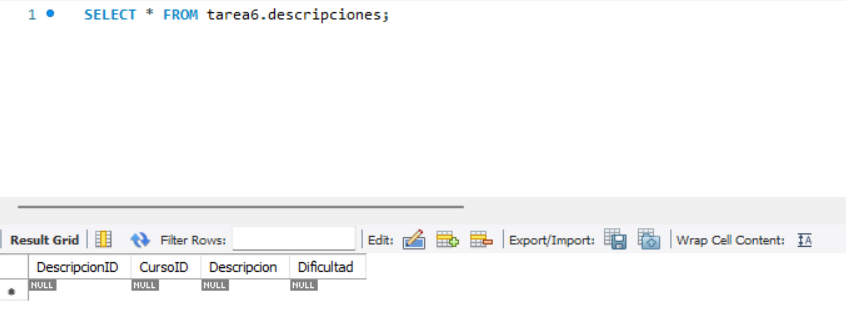 1 SELECT * FROM tarea6.descripciones;
Result Grid Filter Rows: Edit: Export/Import: Wrap Cell Content: IA
DescripcionID CursoID Descripcion Dificultad
NULL NULL NULL NULL